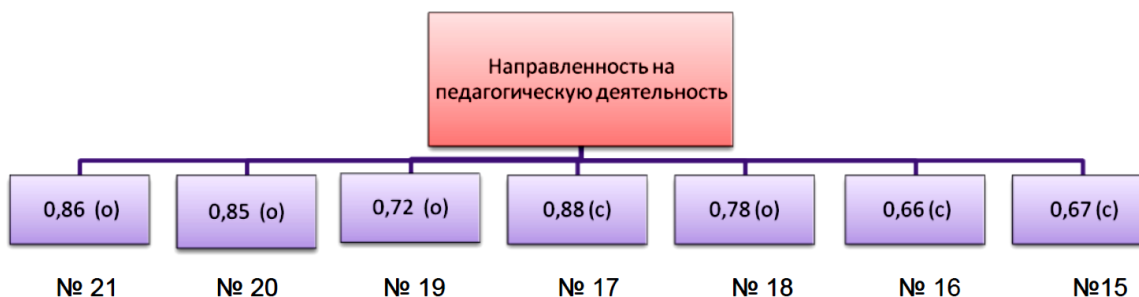 Направленность на
педагогическую деятельность
0,86 (о)
0,85 (о)
0,72 (о)
0,88 (с)
0,78 (о)
0,66 (с)
0,67 (с)
№ 21
№ 20
№ 19
№ 17
№ 18
№ 16
№15